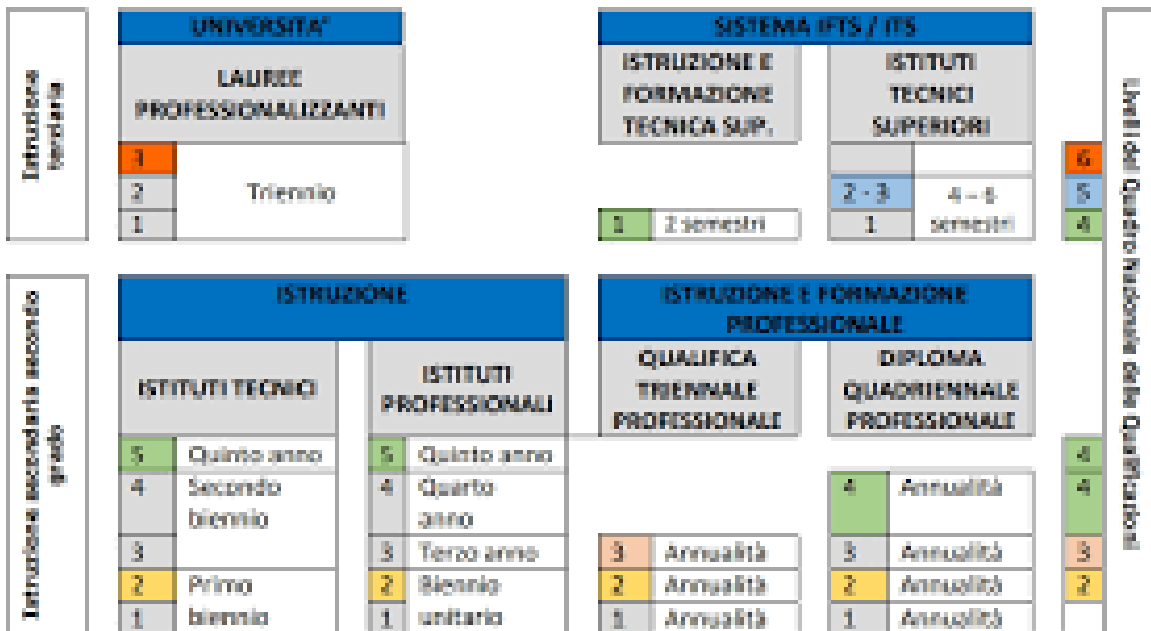 Istruzione
terziaria
UNIVERSITA'
LAUREE
PROFESSIONALIZZANTI
3
2
1
Triennio
SISTEMA IFTS / ITS
ISTRUZIONE E
FORMAZIONE
TECNICA SUP.
1 2 semestri
ISTITUTI
TECNICI
SUPERIORI
2 - 3
1
4 – 6
semestri
6
5
4
Livelli del Quadro Nazionale delle Qualificazioni
Istruzione secondaria secondo
grado
ISTRUZIONE
ISTITUTI TECNICI
5 Quinto anno
4 Secondo
biennio
3
2 Primo
1 biennio
ISTITUTI
PROFESSIONALI
5 Quinto anno
4 Quarto
anno
3 Terzo anno
2 Biennio
1 unitario
ISTRUZIONE E FORMAZIONE
PROFESSIONALE
QUALIFICA
TRIENNALE
PROFESSIONALE
3 Annualità
2 Annualità
1 Annualità
DIPLOMA
QUADRIENNALE
PROFESSIONALE
4 Annualità
3 Annualità
2 Annualità
1 Annualità
4
4
3
2